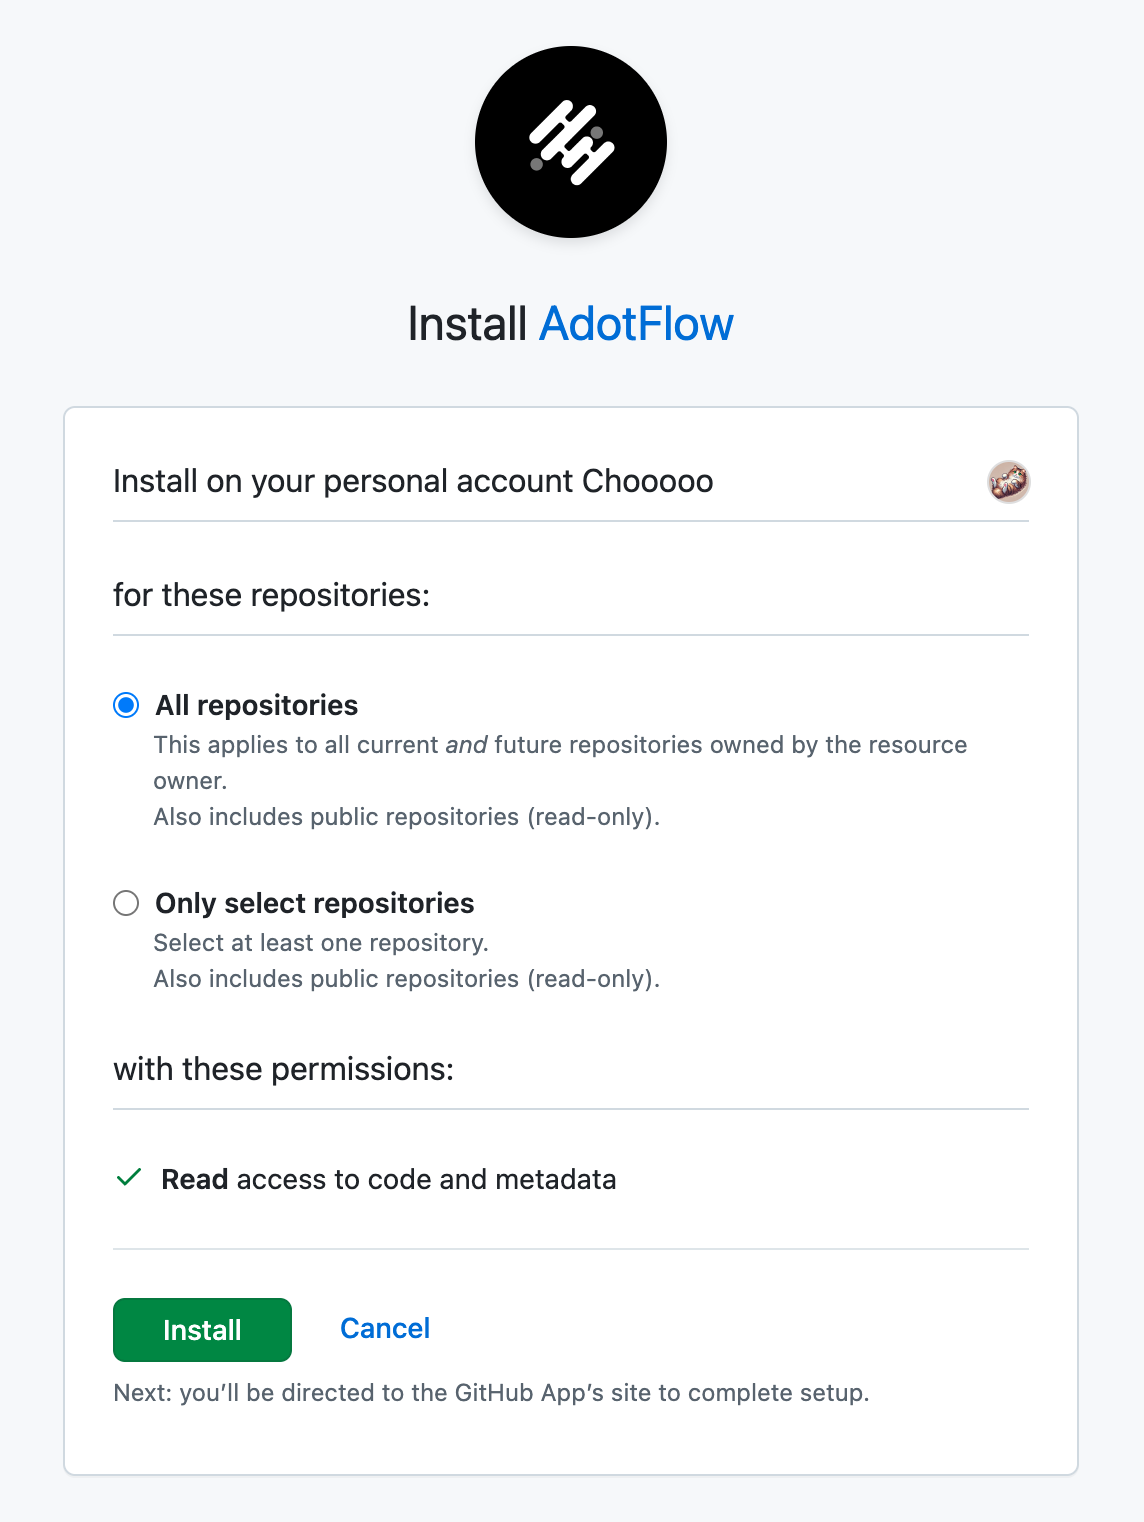 Install AdotFlow
Install on your personal account Chooooo
for these repositories:
All repositories
This applies to all current and future repositories owned by the resource
owner.
Also includes public repositories (read-only).
Only select repositories
Select at least one repository.
Also includes public repositories (read-only).
with these permissions:
Read access to code and metadata
Install Cancel
Next: you’ll be directed to the GitHub App’s site to complete setup.